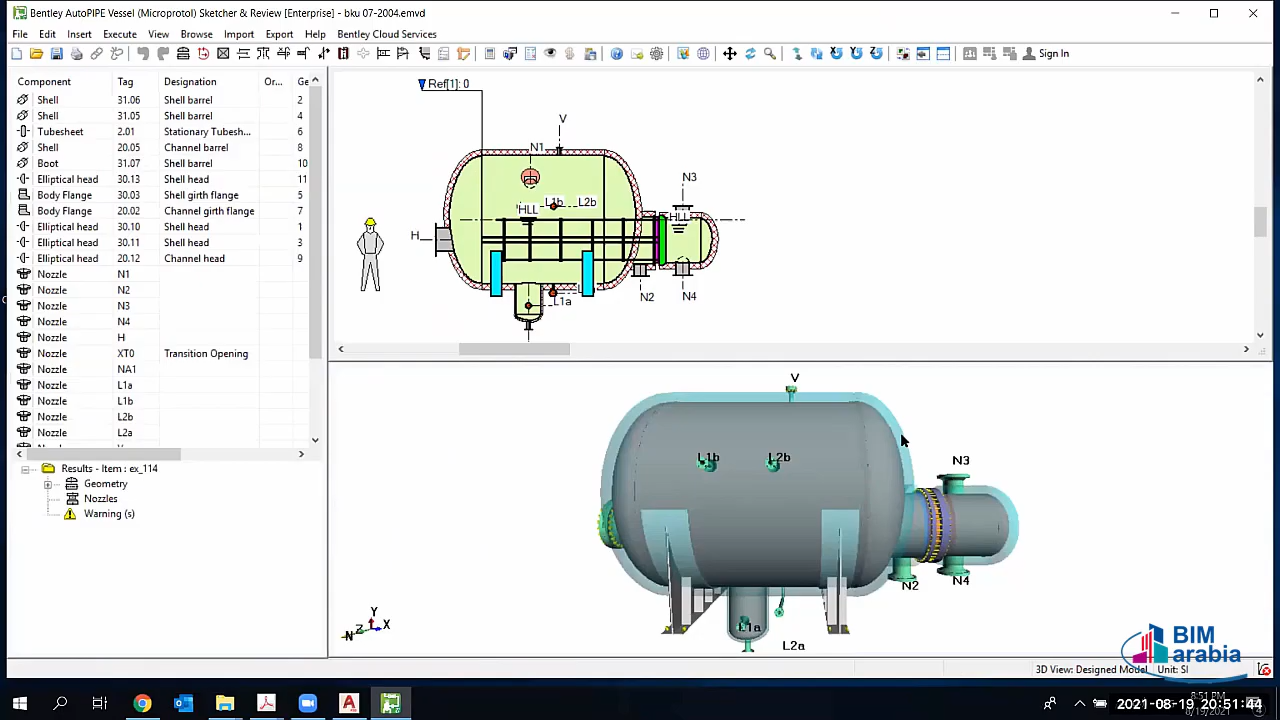 Bentley AutoPIPE Vessel (Microprotol) Sketcher & Review [Enterprise] - bku 07-2004.emvd
File Edit Insert Execute View Browse Import Export Help Bentley Cloud Services
Sign In
Component Tag Designation Or... Ge
Shell 31.06 Shell barrel 2
Shell 31.05 Shell barrel 4
Tubesheet 2.01 Stationary Tubesh... 6
Shell 20.05 Channel barrel 8
Boot 31.07 Shell barrel 10
Elliptical head 30.13 Shell head 11
Body Flange 30.03 Shell girth flange 5
Body Flange 20.02 Channel girth flange 7
Elliptical head 30.10 Shell head 1
Elliptical head 30.11 Shell head 3
Elliptical head 20.12 Channel head 9
Nozzle N1
Nozzle N2
Nozzle N3
Nozzle N4
Nozzle H
Nozzle XT0 Transition Opening
Nozzle NA1
Nozzle L1a
Nozzle L1b
Nozzle L2b
Nozzle L2a
Results - Item : ex_114
Geometry
Nozzles
Warning (s)
Ref[1]: 0
V
N1
N3
L1b L2b
HLL
HLL
H
N2 N4
L1a
V
L1b L2b
N3
N2 N4
L1a
L2a
Y
Z X
N
BIM
arabia
3D View: Designed Model Unit: SI
8:51 PM
2021-08-19 20:51:44
8/19/2021